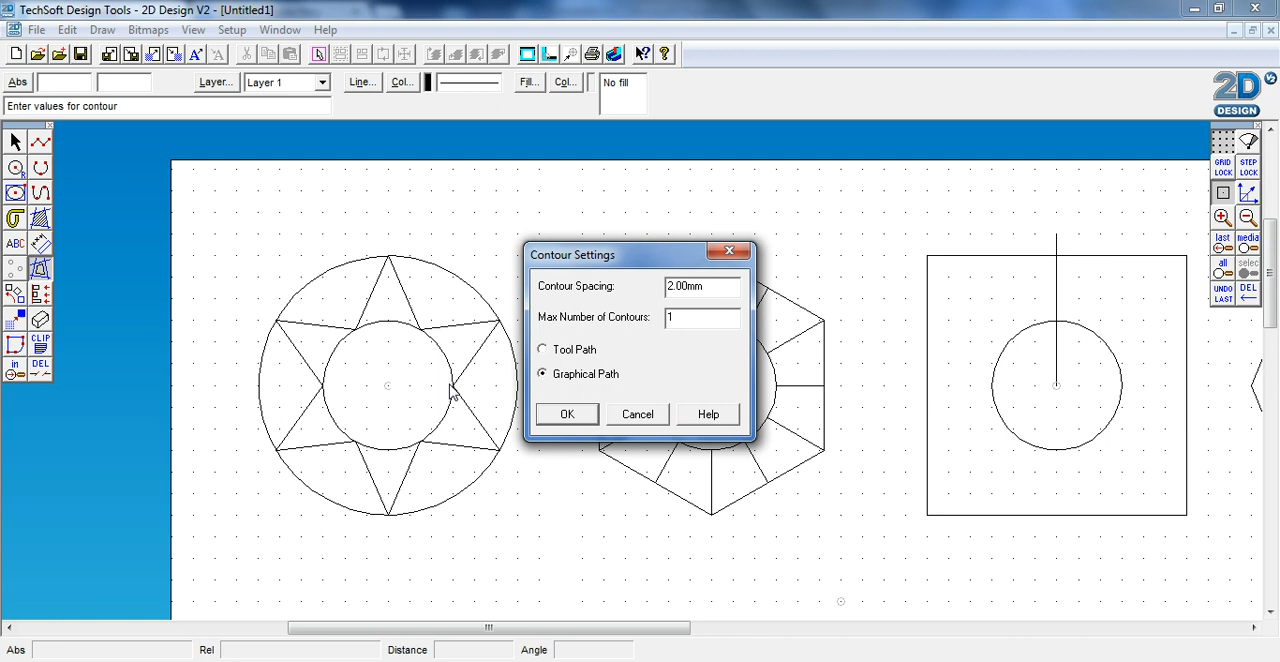 TechSoft Design Tools - 2D Design V2 - [Untitled1]
File Edit Draw Bitmaps View Setup Window Help
Abs Layer... Layer 1 Line... Col... Fill... Col... No fill
Enter values for contour
2D V2
DESIGN
GRID LOCK STEP LOCK
ABC
last media
all selec
UNDO LAST DEL
CLIP
in DEL
Contour Settings
Contour Spacing: 2.00mm
Max Number of Contours: 1
Tool Path
Graphical Path
OK Cancel Help
Abs Rel Distance Angle